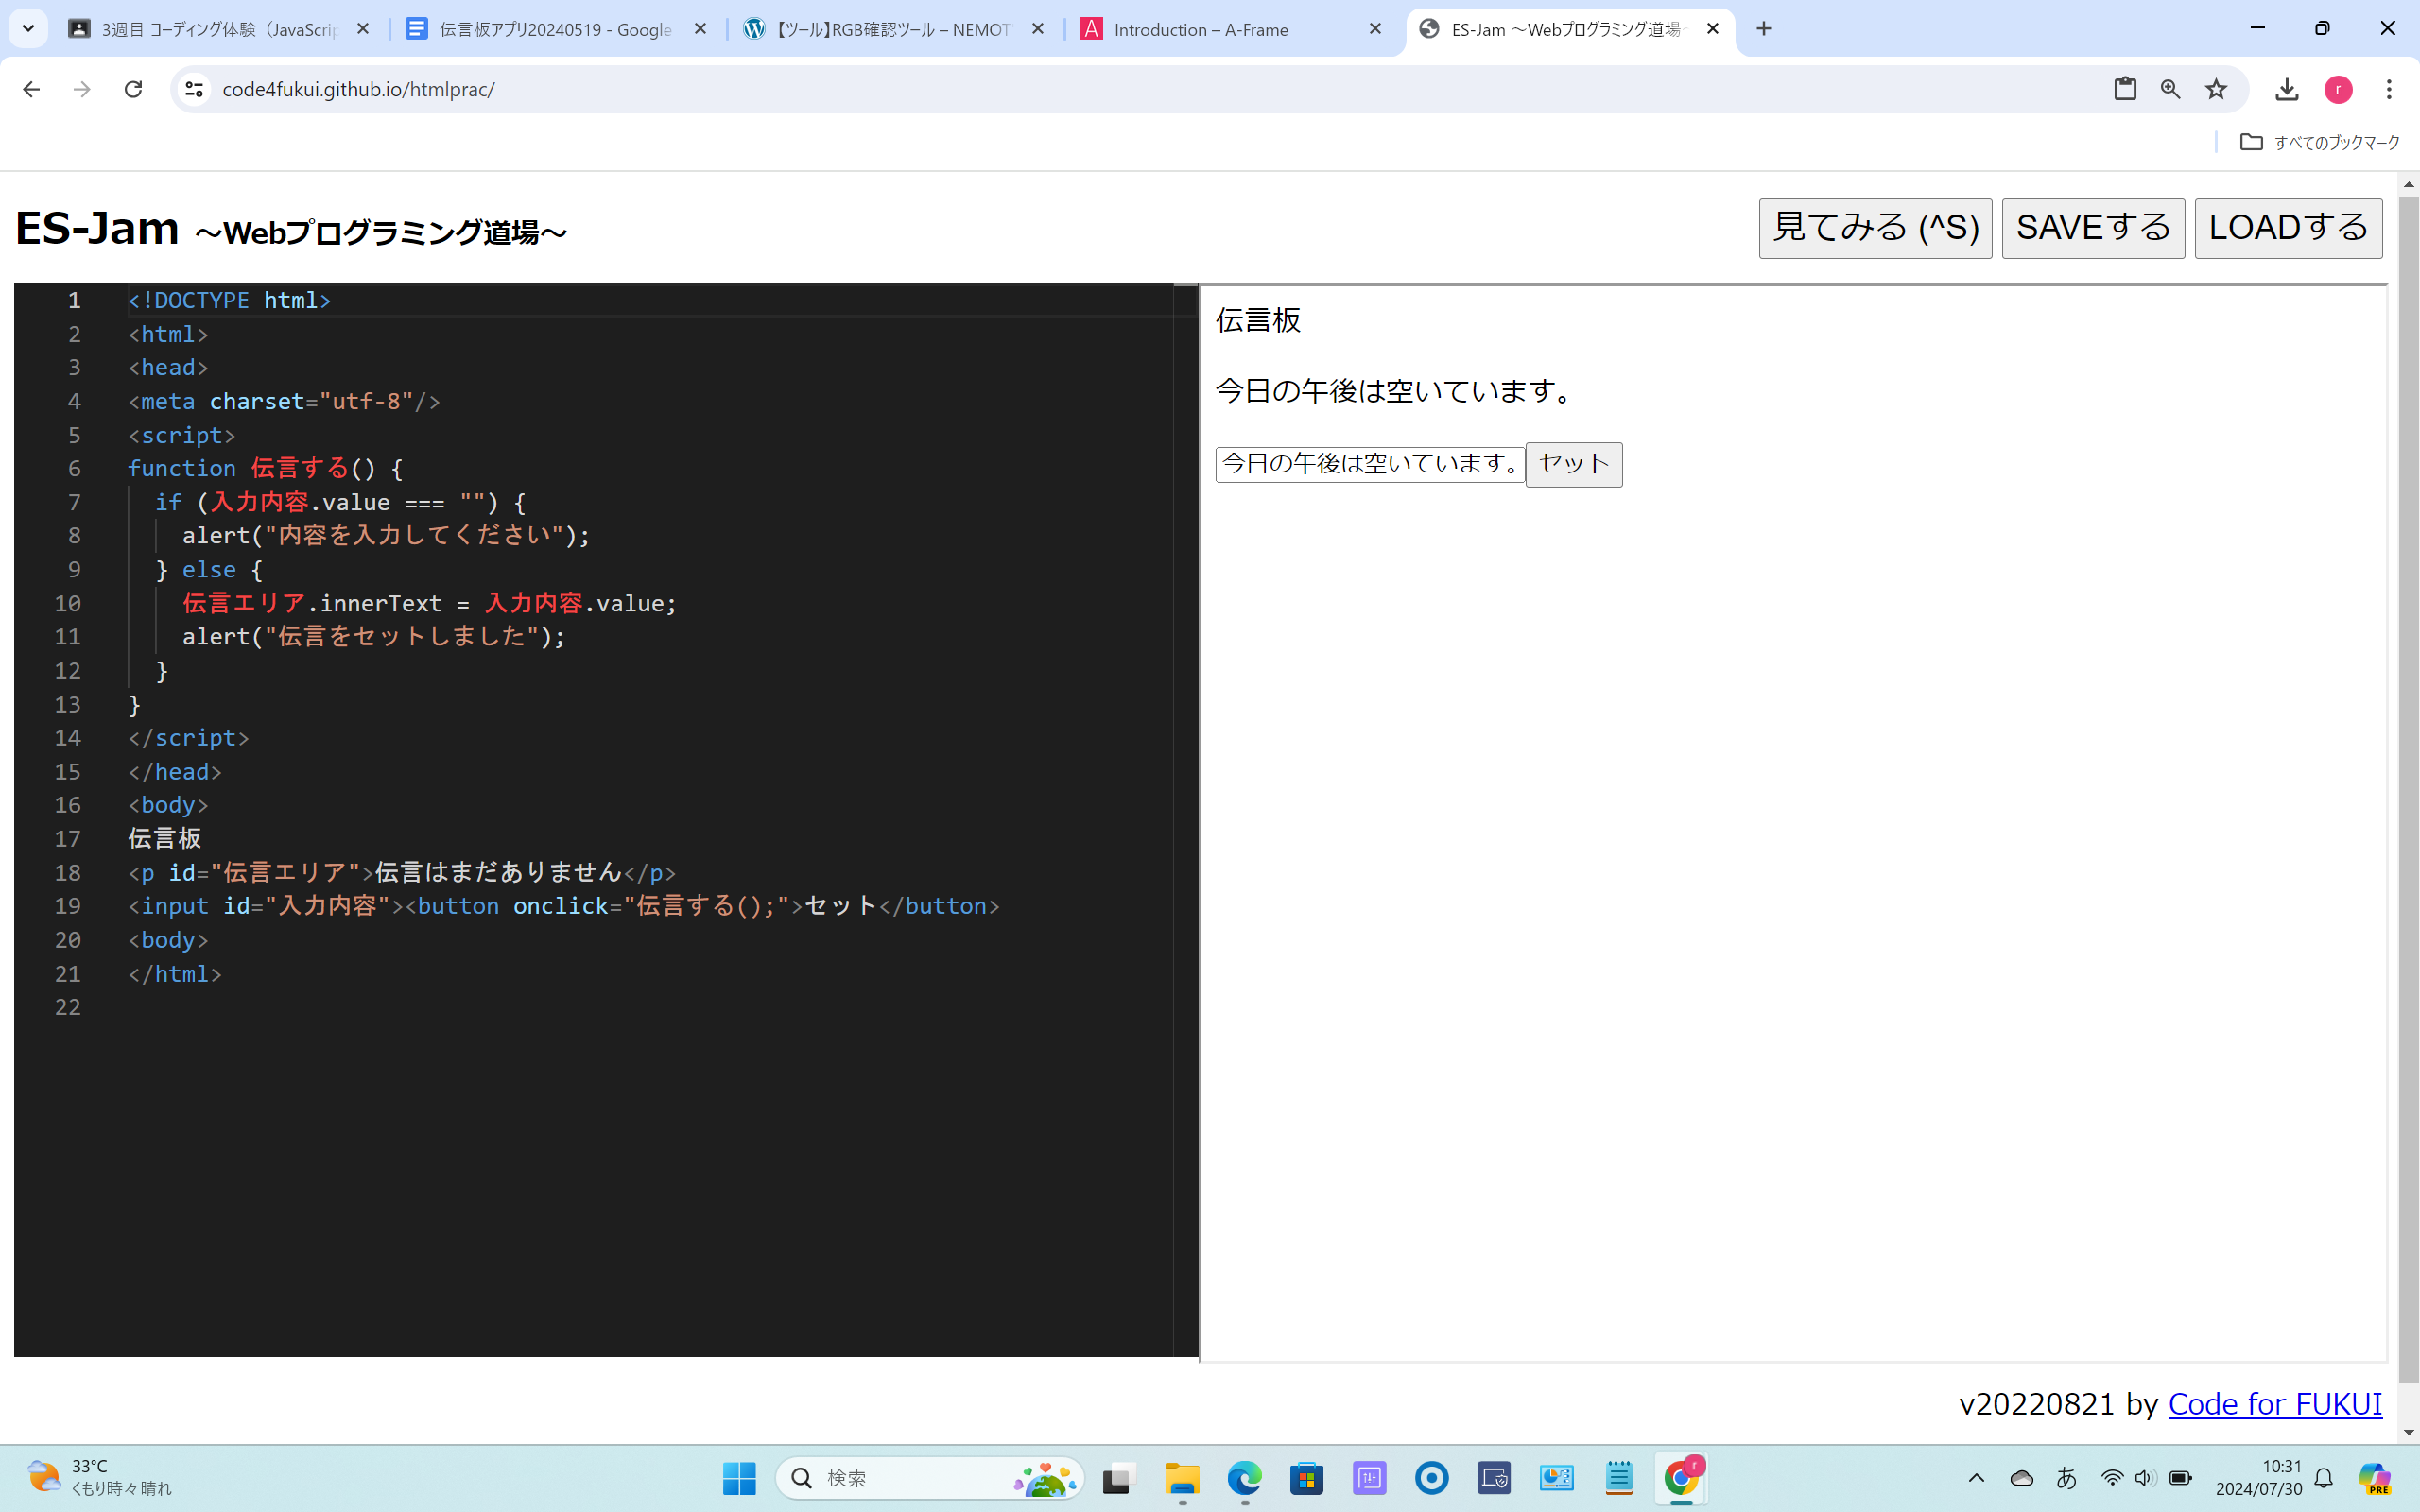 3週目 コーディング体験（JavaScrip
伝言板アプリ20240519 - Google
【ツール】RGB確認ツール – NEMOT
Introduction – A-Frame
ES-Jam ～Webプログラミング道場～
code4fukui.github.io/htmlprac/
r
すべてのブックマーク
ES-Jam ～Webプログラミング道場～
見てみる (^S) SAVEする LOADする
1 <!DOCTYPE html>
2 <html>
3 <head>
4 <meta charset="utf-8"/>
5 <script>
6 function 伝言する() {
7 if (入力内容.value === "") {
8 alert("内容を入力してください");
9 } else {
10 伝言エリア.innerText = 入力内容.value;
11 alert("伝言をセットしました");
12 }
13 }
14 </script>
15 </head>
16 <body>
17 伝言板
18 <p id="伝言エリア">伝言はまだありません</p>
19 <input id="入力内容"><button onclick="伝言する();">セット</button>
20 <body>
21 </html>
22
伝言板
今日の午後は空いています。
今日の午後は空いています。 セット
v20220821 by Code for FUKUI
33°C
くもり時々晴れ
検索
r
あ
10:31
2024/07/30
PRE